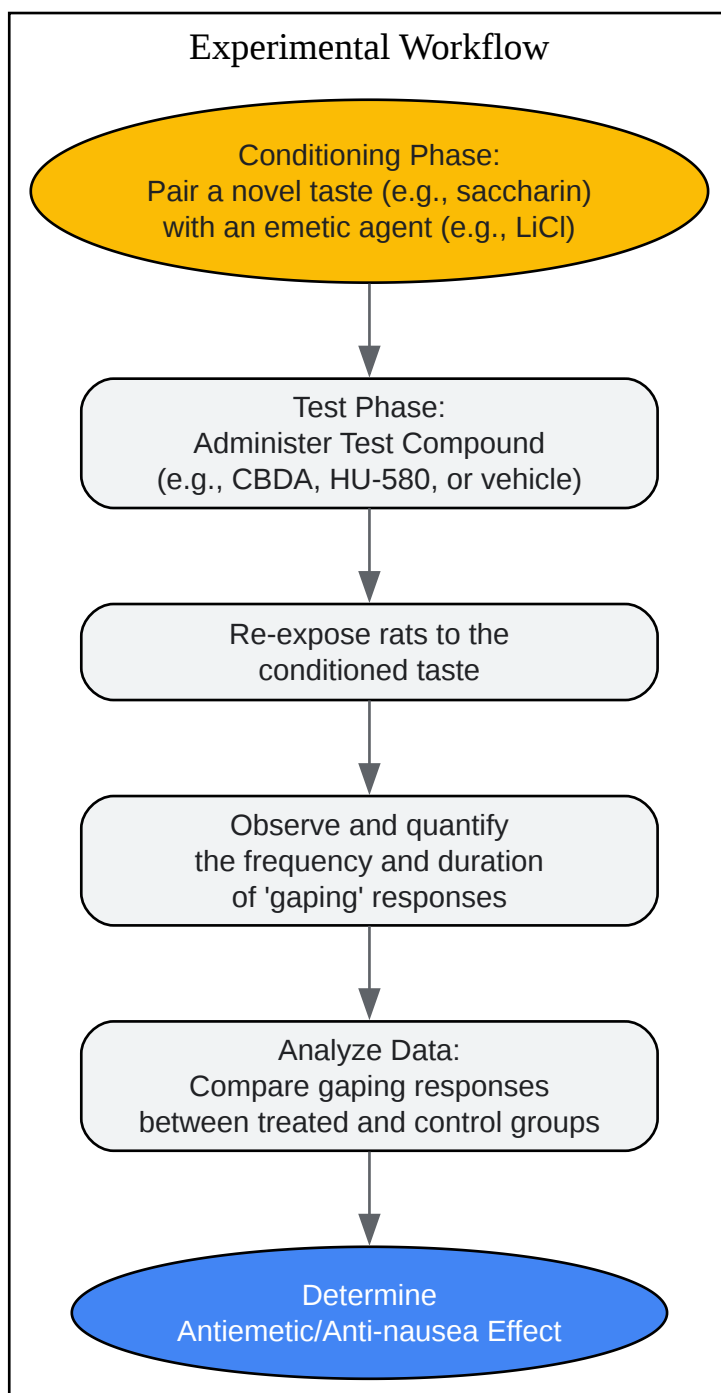 Experimental Workflow
Conditioning Phase:
Pair a novel taste (e.g., saccharin)
with an emetic agent (e.g., LiCl)
Test Phase:
Administer Test Compound
(e.g., CBDA, HU-580, or vehicle)
Re-expose rats to the
conditioned taste
Observe and quantify
the frequency and duration
of 'gaping' responses
Analyze Data:
Compare gaping responses
between treated and control groups
Determine
Antiemetic/Anti-nausea Effect